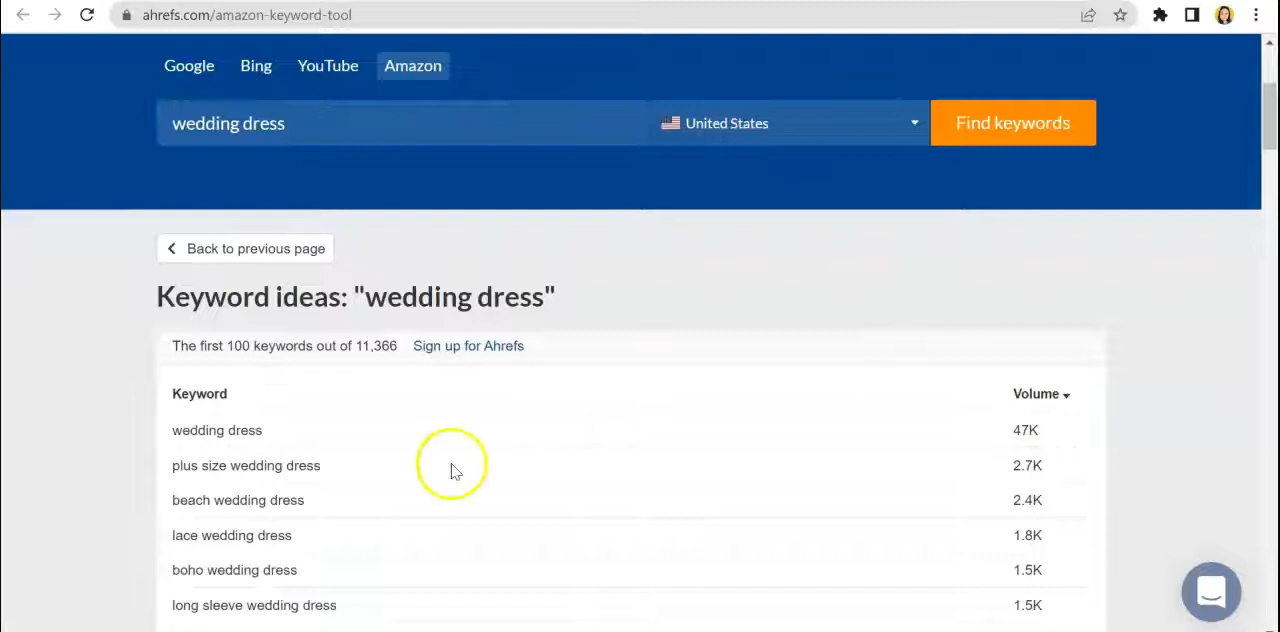 ahrefs.com/amazon-keyword-tool
Google Bing YouTube Amazon
wedding dress United States Find keywords
Back to previous page
Keyword ideas: "wedding dress"
The first 100 keywords out of 11,366 Sign up for Ahrefs
Keyword Volume
wedding dress 47K
plus size wedding dress 2.7K
beach wedding dress 2.4K
lace wedding dress 1.8K
boho wedding dress 1.5K
long sleeve wedding dress 1.5K